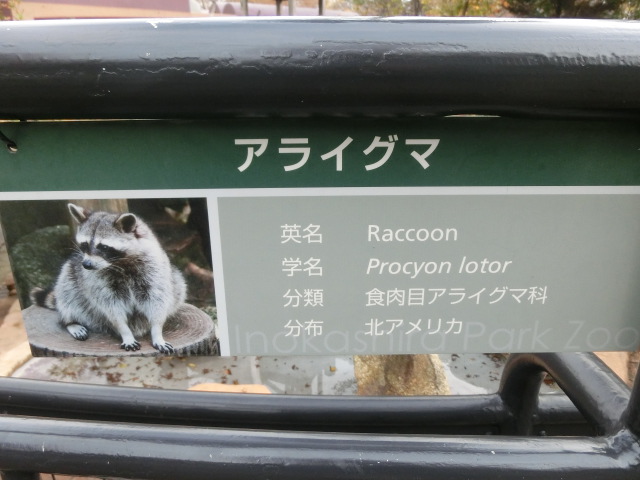 アライグマ
英名 Raccoon
学名 Procyon lotor
分類 食肉目アライグマ科
分布 北アメリカ
Inokashira Park Zoo